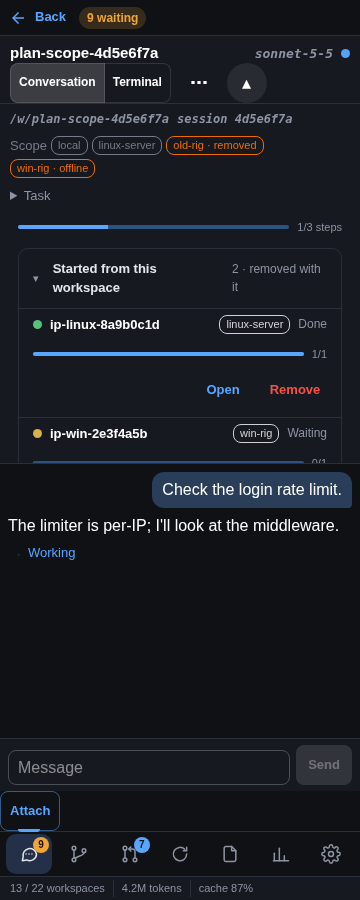 Back 9 waiting
plan-scope-4d5e6f7a sonnet-5-5
Conversation Terminal
/w/plan-scope-4d5e6f7a session 4d5e6f7a
Scope local linux-server old-rig · removed
win-rig · offline
Task
1/3 steps
Started from this workspace 2 · removed with it
ip-linux-8a9b0c1d linux-server Done
1/1
Open Remove
ip-win-2e3f4a5b win-rig Waiting
0/1
Check the login rate limit.
The limiter is per-IP; I'll look at the middleware.
Working
Message Send
Attach
9 7
13 / 22 workspaces 4.2M tokens cache 87%